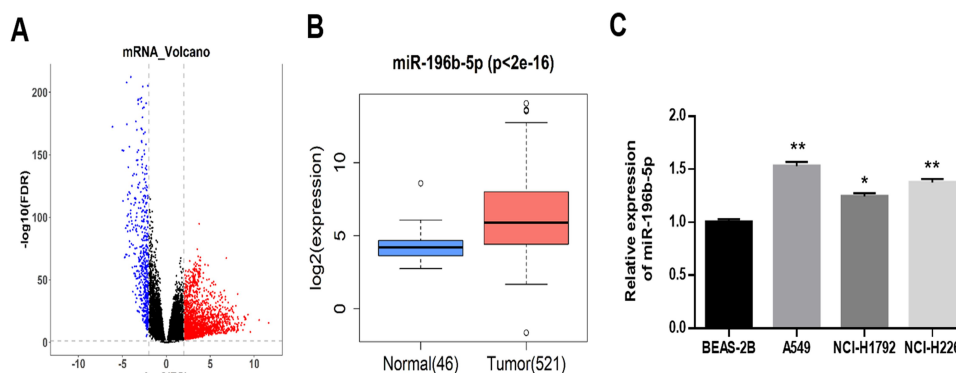 A
mRNA_Volcano
-log10(FDR)
200
150
100
50
0
-10
-5
0
5
10
B
miR-196b-5p (p<2e-16)
log2(expression)
10
5
0
Normal(46)
Tumor(521)
C
Relative expression
of miR-196b-5p
2.0
1.5
1.0
0.5
0.0
**
*
**
BEAS-2B
A549
NCI-H1792
NCI-H226